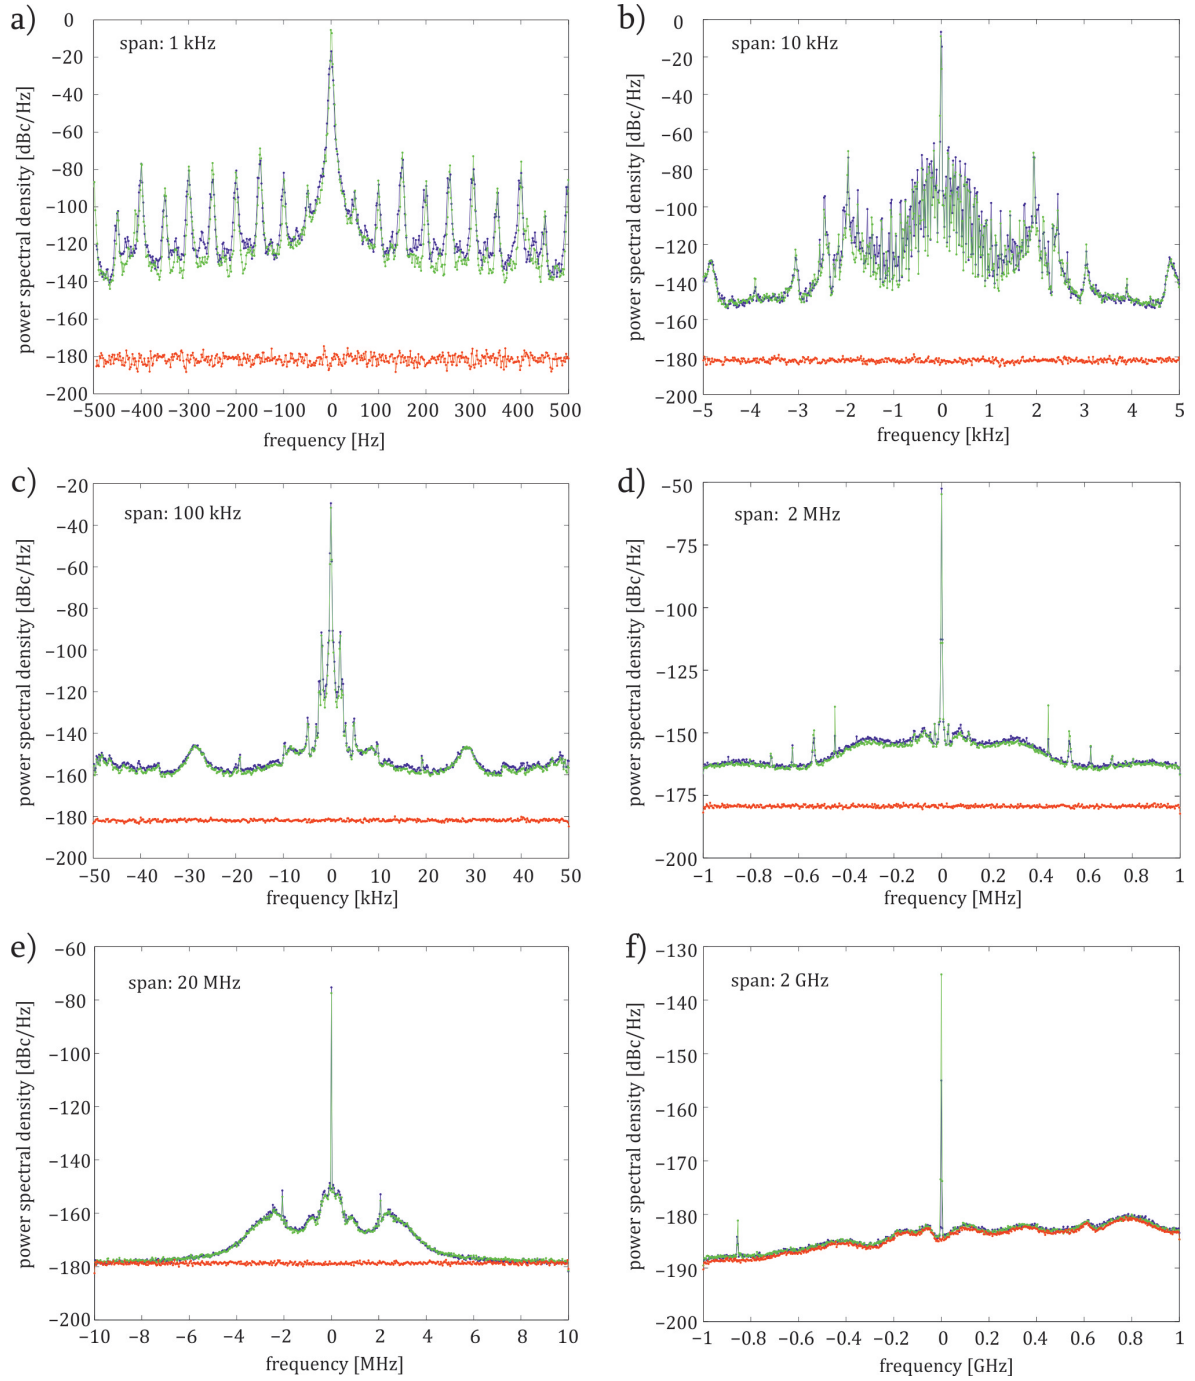 a)
span: 1 kHz
power spectral density [dBc/Hz]
0
−20
−40
−60
−80
−100
−120
−140
−160
−180
−200
−500 −400 −300 −200 −100 0 100 200 300 400 500
frequency [Hz]
b)
span: 10 kHz
power spectral density [dBc/Hz]
0
−20
−40
−60
−80
−100
−120
−140
−160
−180
−200
−5 −4 −3 −2 −1 0 1 2 3 4 5
frequency [kHz]
c)
span: 100 kHz
power spectral density [dBc/Hz]
−20
−40
−60
−80
−100
−120
−140
−160
−180
−200
−50 −40 −30 −20 −10 0 10 20 30 40 50
frequency [kHz]
d)
span: 2 MHz
power spectral density [dBc/Hz]
−50
−75
−100
−125
−150
−175
−200
−1 −0.8 −0.6 −0.4 −0.2 0 0.2 0.4 0.6 0.8 1
frequency [MHz]
e)
span: 20 MHz
power spectral density [dBc/Hz]
−60
−80
−100
−120
−140
−160
−180
−200
−10 −8 −6 −4 −2 0 2 4 6 8 10
frequency [MHz]
f)
span: 2 GHz
power spectral density [dBc/Hz]
−130
−140
−150
−160
−170
−180
−190
−200
−1 −0.8 −0.6 −0.4 −0.2 0 0.2 0.4 0.6 0.8 1
frequency [GHz]